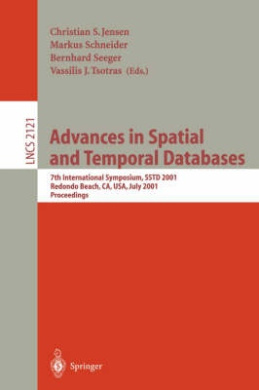 Christian S. Jensen
Markus Schneider
Bernhard Seeger
Vassilis J. Tsotras (Eds.)
LNCS 2121
Advances in Spatial
and Temporal Databases
7th International Symposium, SSTD 2001
Redondo Beach, CA, USA, July 2001
Proceedings
Springer